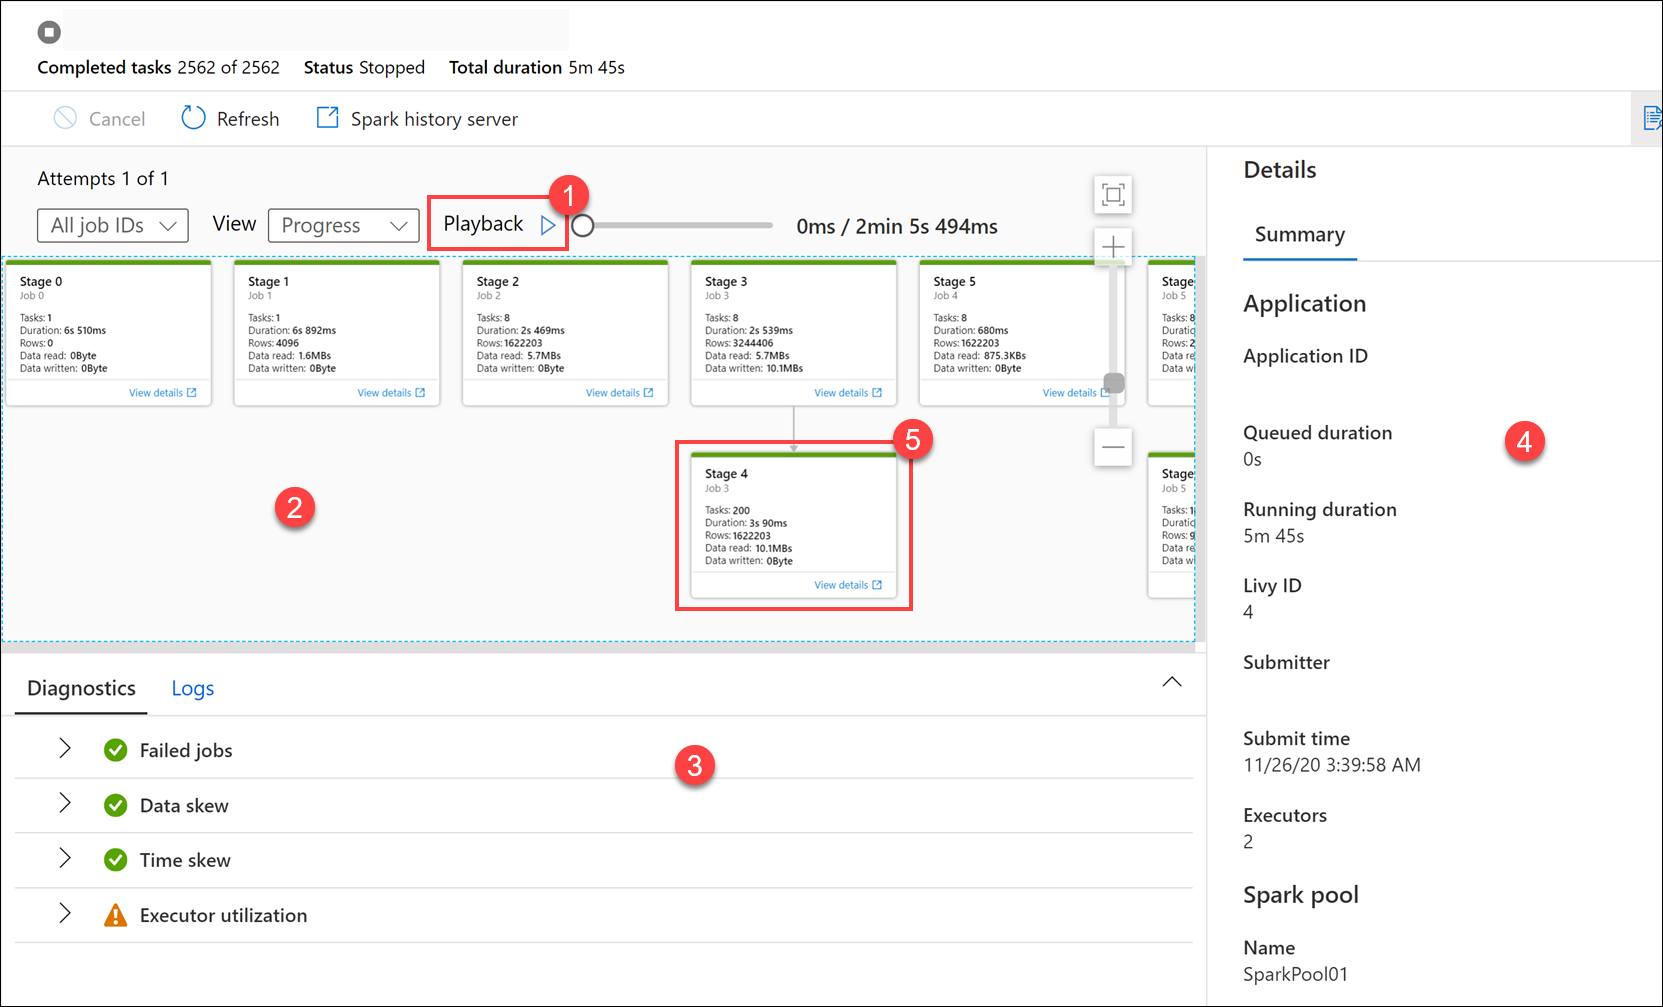 Completed tasks 2562 of 2562 Status Stopped Total duration 5m 45s
Cancel Refresh Spark history server
Attempts 1 of 1
All job IDs View Progress Playback 1 0ms / 2min 5s 494ms
Stage 0
Job 0
Tasks: 1
Duration: 6s 510ms
Rows: 0
Data read: 0Byte
Data written: 0Byte
View details
Stage 1
Job 1
Tasks: 1
Duration: 6s 892ms
Rows: 4096
Data read: 1.6MBs
Data written: 0Byte
View details
Stage 2
Job 2
Tasks: 8
Duration: 2s 469ms
Rows: 1622203
Data read: 5.7MBs
Data written: 0Byte
View details
Stage 3
Job 3
Tasks: 8
Duration: 2s 539ms
Rows: 3244406
Data read: 5.7MBs
Data written: 10.1MBs
View details
Stage 5
Job 4
Tasks: 8
Duration: 680ms
Rows: 1622203
Data read: 875.3KBs
Data written: 0Byte
View details
Stage
Job 5
Tasks: 8
Rows: 2
Data
Data
2
5
Stage 4
Job 3
Tasks: 200
Duration: 3s 90ms
Rows: 1622203
Data read: 10.1MBs
Data written: 0Byte
View details
Stage
Job 5
Tasks: 1
Rows: 9
Data
Data
Diagnostics Logs
Failed jobs
3
Data skew
Time skew
Executor utilization
Details
Summary
Application
Application ID
Queued duration
0s
4
Running duration
5m 45s
Livy ID
4
Submitter
Submit time
11/26/20 3:39:58 AM
Executors
2
Spark pool
Name
SparkPool01